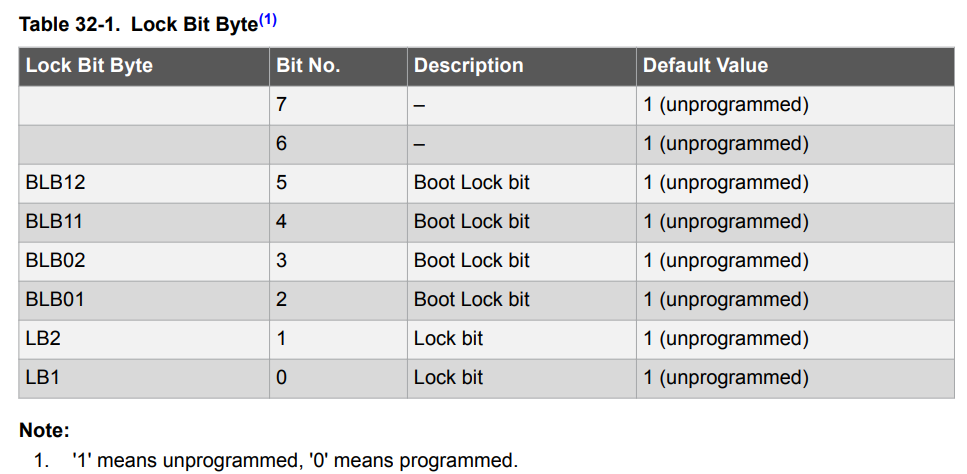 Table 32-1. Lock Bit Byte(1)
Lock Bit Byte Bit No. Description Default Value
7 – 1 (unprogrammed)
6 – 1 (unprogrammed)
BLB12 5 Boot Lock bit 1 (unprogrammed)
BLB11 4 Boot Lock bit 1 (unprogrammed)
BLB02 3 Boot Lock bit 1 (unprogrammed)
BLB01 2 Boot Lock bit 1 (unprogrammed)
LB2 1 Lock bit 1 (unprogrammed)
LB1 0 Lock bit 1 (unprogrammed)
Note:
1. '1' means unprogrammed, '0' means programmed.